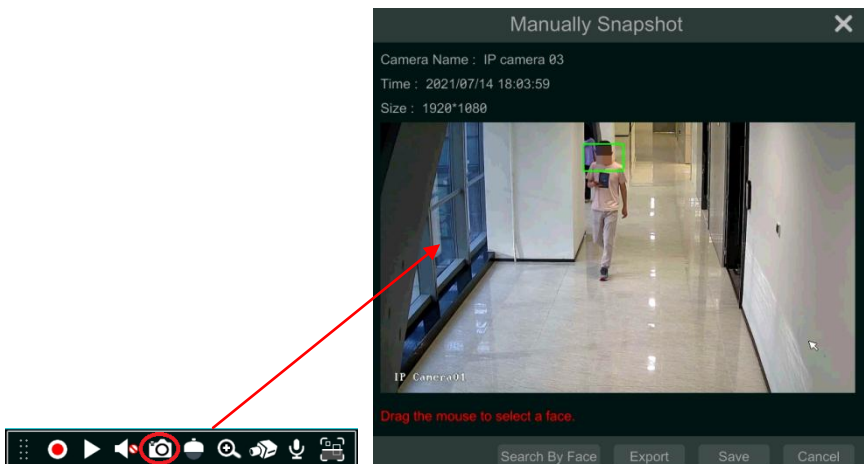 Manually Snapshot
Camera Name : IP camera 03
Time : 2021/07/14 18:03:59
Size : 1920*1080
IP Camera01
Drag the mouse to select a face.
Search By Face
Export
Save
Cancel